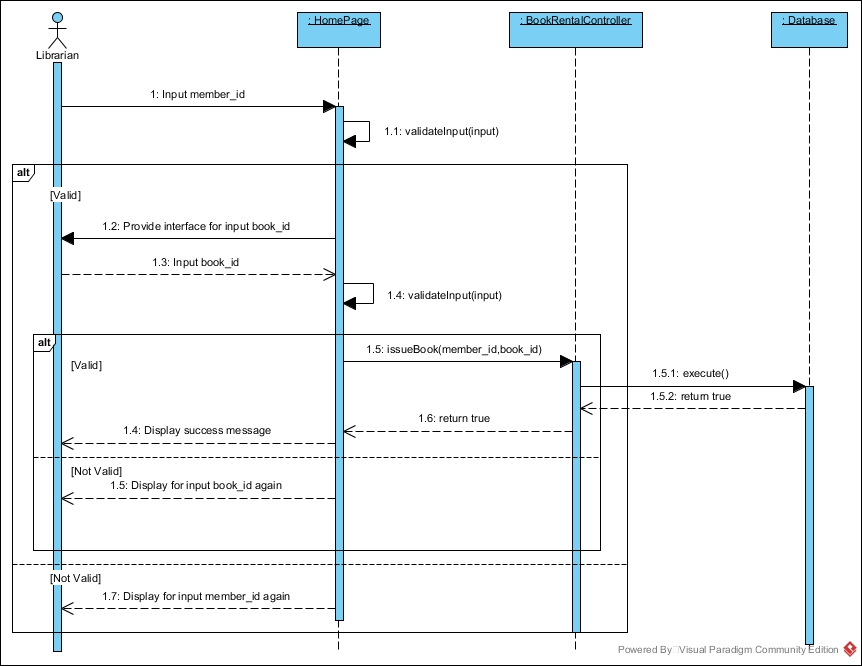 Librarian
: HomePage
: BookRentalController
: Database
1: Input member_id
1.1: validateInput(input)
alt
[Valid]
1.2: Provide interface for input book_id
1.3: Input book_id
1.4: validateInput(input)
alt
[Valid]
1.5: issueBook(member_id,book_id)
1.5.1: execute()
1.5.2: return true
1.6: return true
1.4: Display success message
[Not Valid]
1.5: Display for input book_id again
[Not Valid]
1.7: Display for input member_id again
Powered By Visual Paradigm Community Edition